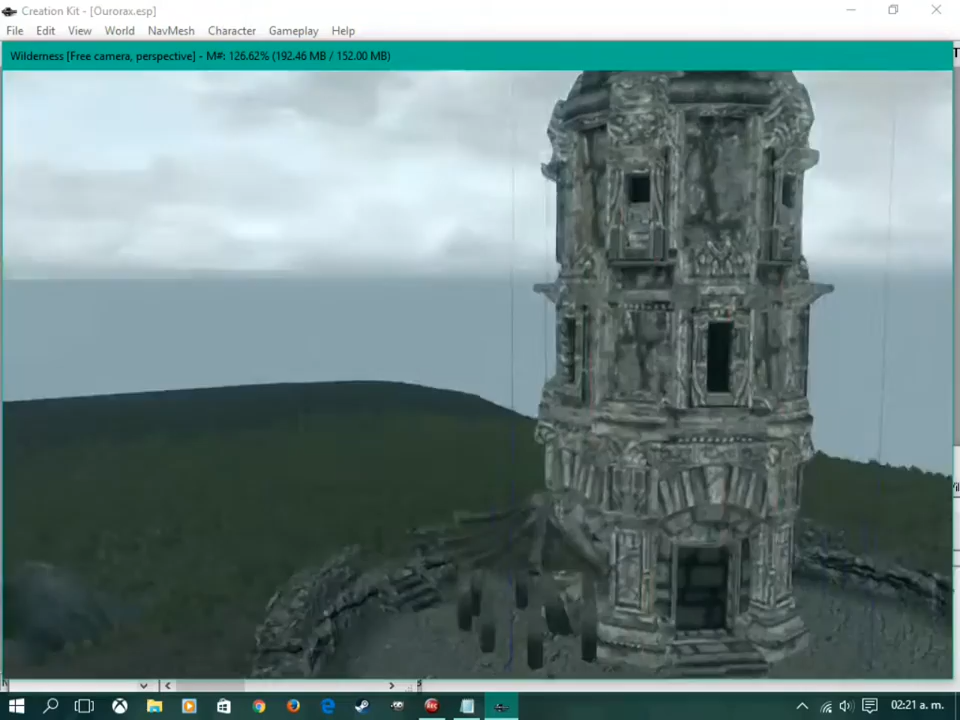 Creation Kit - [Ourorax.esp]
File Edit View World NavMesh Character Gameplay Help
Wilderness [Free camera, perspective] - M#: 126.62% (192.46 MB / 152.00 MB)
02:21 a. m.